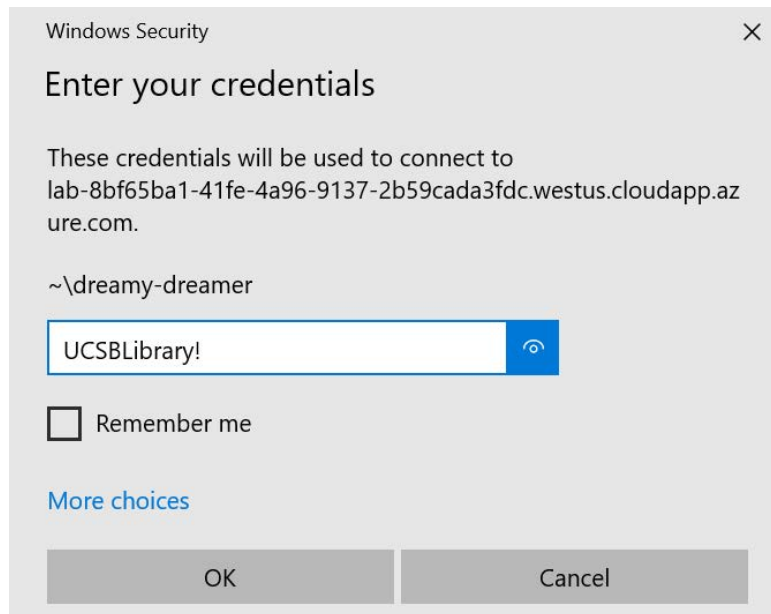 Windows Security
Enter your credentials
These credentials will be used to connect to
lab-8bf65ba1-41fe-4a96-9137-2b59cada3fdc.westus.cloudapp.az
ure.com.
~\dreamy-dreamer
UCSBLibrary!
Remember me
More choices
OK Cancel